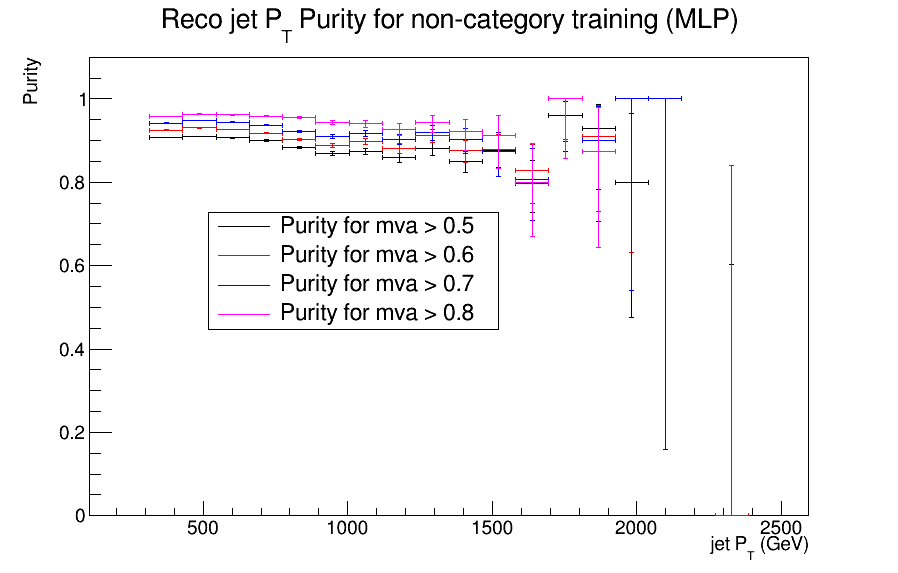 Reco jet P_T Purity for non-category training (MLP)
Purity
1
0.8
0.6
0.4
0.2
0
Purity for mva > 0.5
Purity for mva > 0.6
Purity for mva > 0.7
Purity for mva > 0.8
500 1000 1500 2000 2500
jet P_T (GeV)